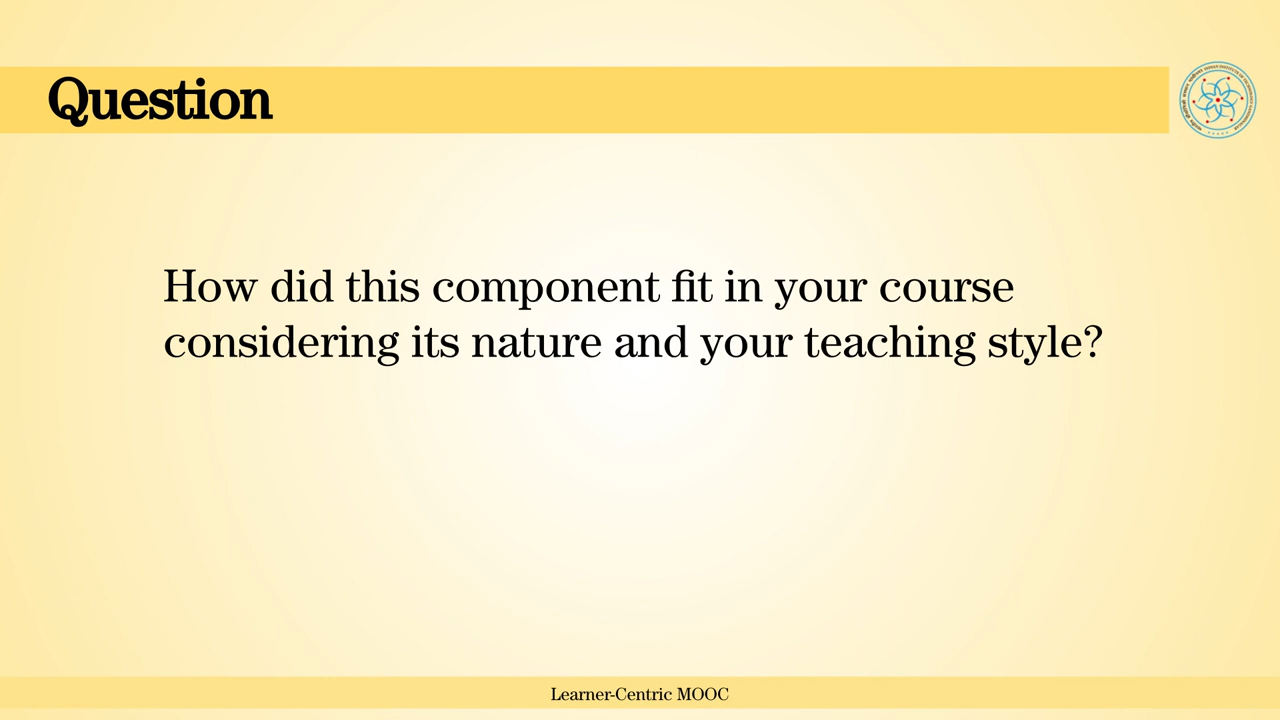 Question
How did this component fit in your course
considering its nature and your teaching style?
Learner-Centric MOOC